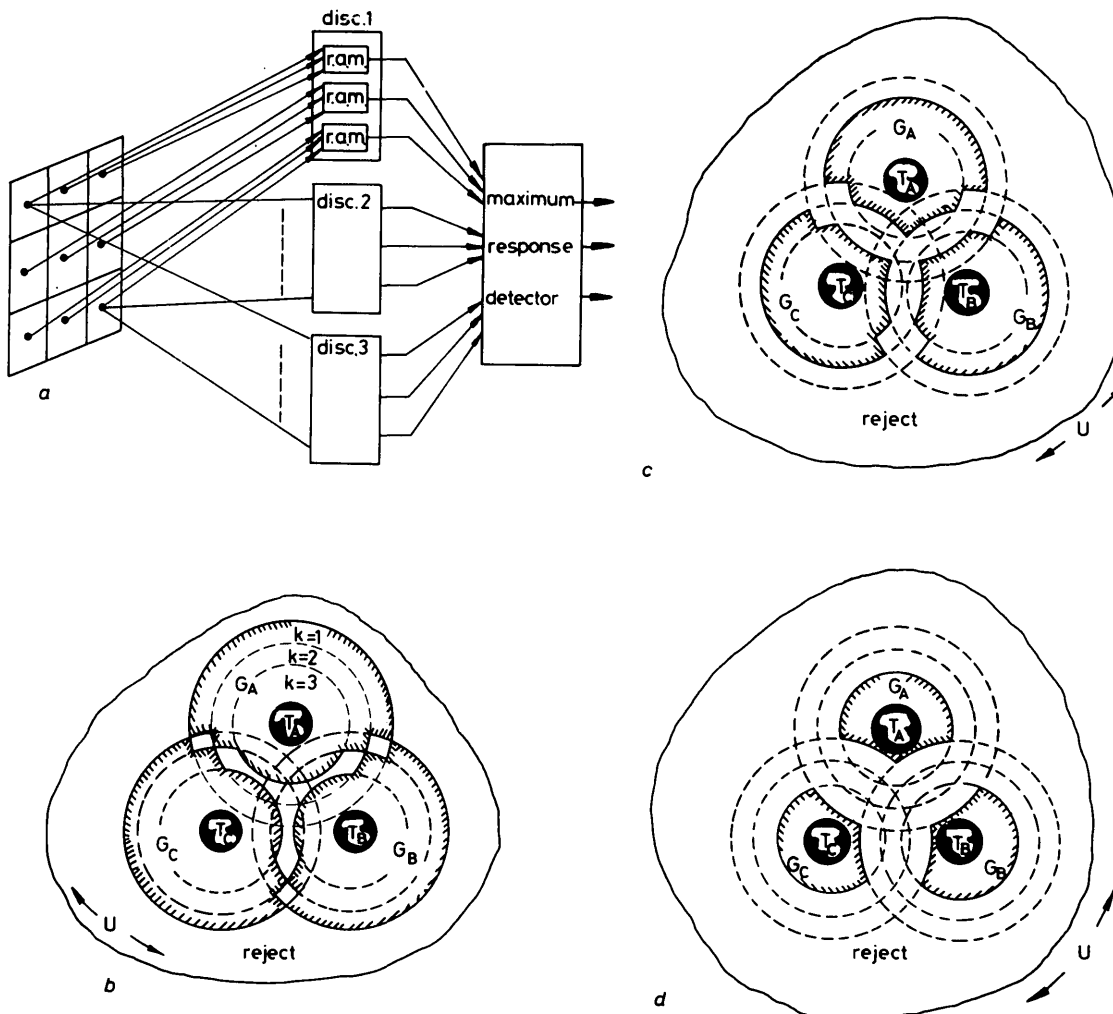 disc.1
r.a.m.
r.a.m.
r.a.m.
disc.2
disc.3
maximum
response
detector
a
k=1
k=2
k=3
G_A
T_A
G_C
T_C
T_B
G_B
U
reject
b
G_A
T_A
G_C
T_C
T_B
G_B
reject
U
c
G_A
T_A
T_C
G_C
T_B
G_B
reject
U
d